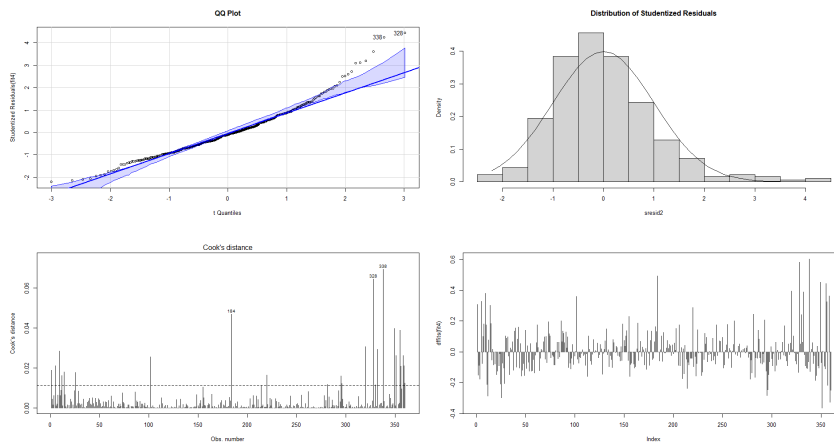 QQ Plot
Studentized Residuals(fit4)
4
3
2
1
0
-1
-2
338
328
-3 -2 -1 0 1 2 3
t Quantiles
Distribution of Studentized Residuals
Density
0.4
0.3
0.2
0.1
0.0
-2 -1 0 1 2 3 4
sresid2
Cook's distance
Cook's distance
0.06
0.04
0.02
0.00
184
328
338
0 50 100 150 200 250 300 350
Obs. number
dffits(fit4)
0.6
0.4
0.2
0.0
-0.2
-0.4
0 50 100 150 200 250 300 350
Index